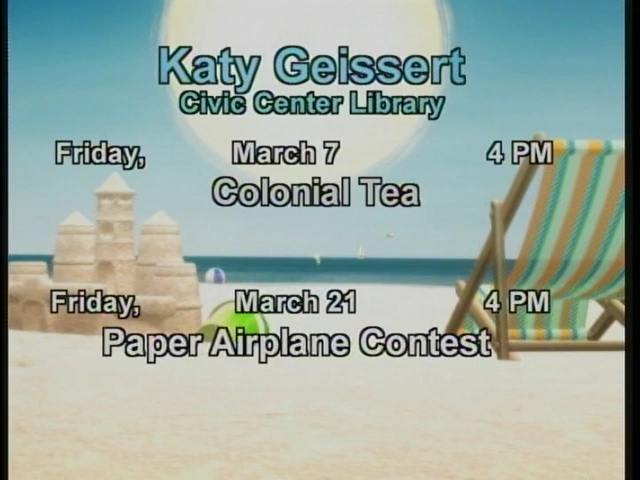 Katy Geissert
Civic Center Library
Friday, March 7 4 PM
Colonial Tea
Friday, March 21 4 PM
Paper Airplane Contest